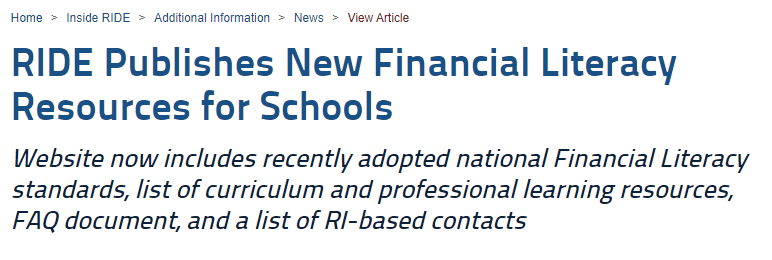 Home > Inside RIDE > Additional Information > News > View Article
RIDE Publishes New Financial Literacy
Resources for Schools
Website now includes recently adopted national Financial Literacy
standards, list of curriculum and professional learning resources,
FAQ document, and a list of RI-based contacts